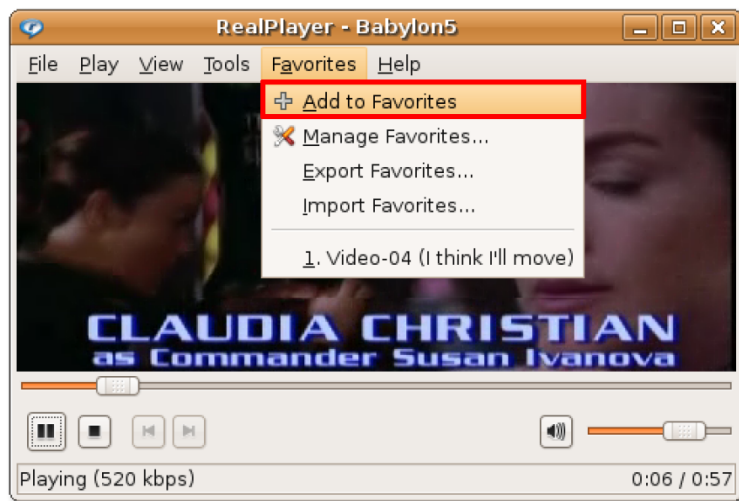 RealPlayer - Babylon5
File Play View Tools Favorites Help
Add to Favorites
Manage Favorites...
Export Favorites...
Import Favorites...
1. Video-04 (I think I'll move)
CLAUDIA CHRISTIAN
as Commander Susan Ivanova
Playing (520 kbps) 0:06 / 0:57